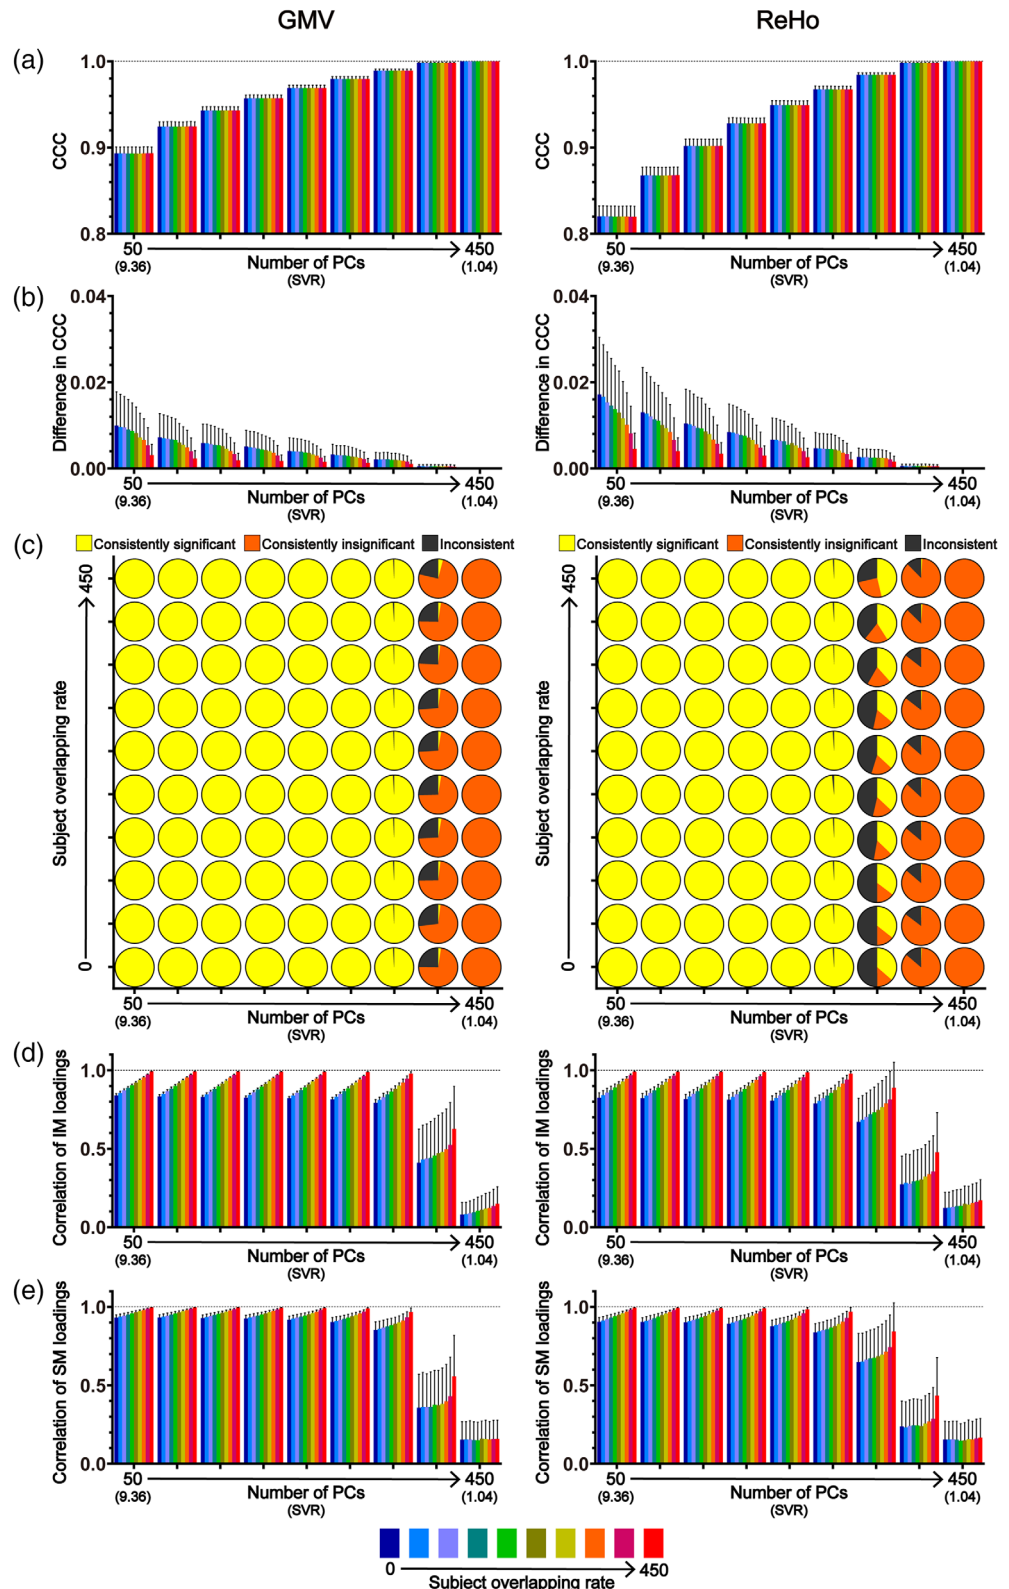 GMV ReHo
(a)
1.0 0.9 0.8 CCC
50 → 450
(9.36) Number of PCs (1.04)
(SVR)
1.0 0.9 0.8 CCC
50 → 450
(9.36) Number of PCs (1.04)
(SVR)
(b)
0.04 0.02 0.00 Difference in CCC
50 → 450
(9.36) Number of PCs (1.04)
(SVR)
0.04 0.02 0.00 Difference in CCC
50 → 450
(9.36) Number of PCs (1.04)
(SVR)
(c)
Consistently significant Consistently insignificant Inconsistent
Subject overlapping rate
0 → 450
50 → 450
(9.36) Number of PCs (1.04)
(SVR)
Consistently significant Consistently insignificant Inconsistent
Subject overlapping rate
0 → 450
50 → 450
(9.36) Number of PCs (1.04)
(SVR)
(d)
1.0 0.5 0.0 Correlation of IM loadings
50 → 450
(9.36) Number of PCs (1.04)
(SVR)
1.0 0.5 0.0 Correlation of IM loadings
50 → 450
(9.36) Number of PCs (1.04)
(SVR)
(e)
1.0 0.5 0.0 Correlation of SM loadings
50 → 450
(9.36) Number of PCs (1.04)
(SVR)
1.0 0.5 0.0 Correlation of SM loadings
50 → 450
(9.36) Number of PCs (1.04)
(SVR)
0 → 450
Subject overlapping rate